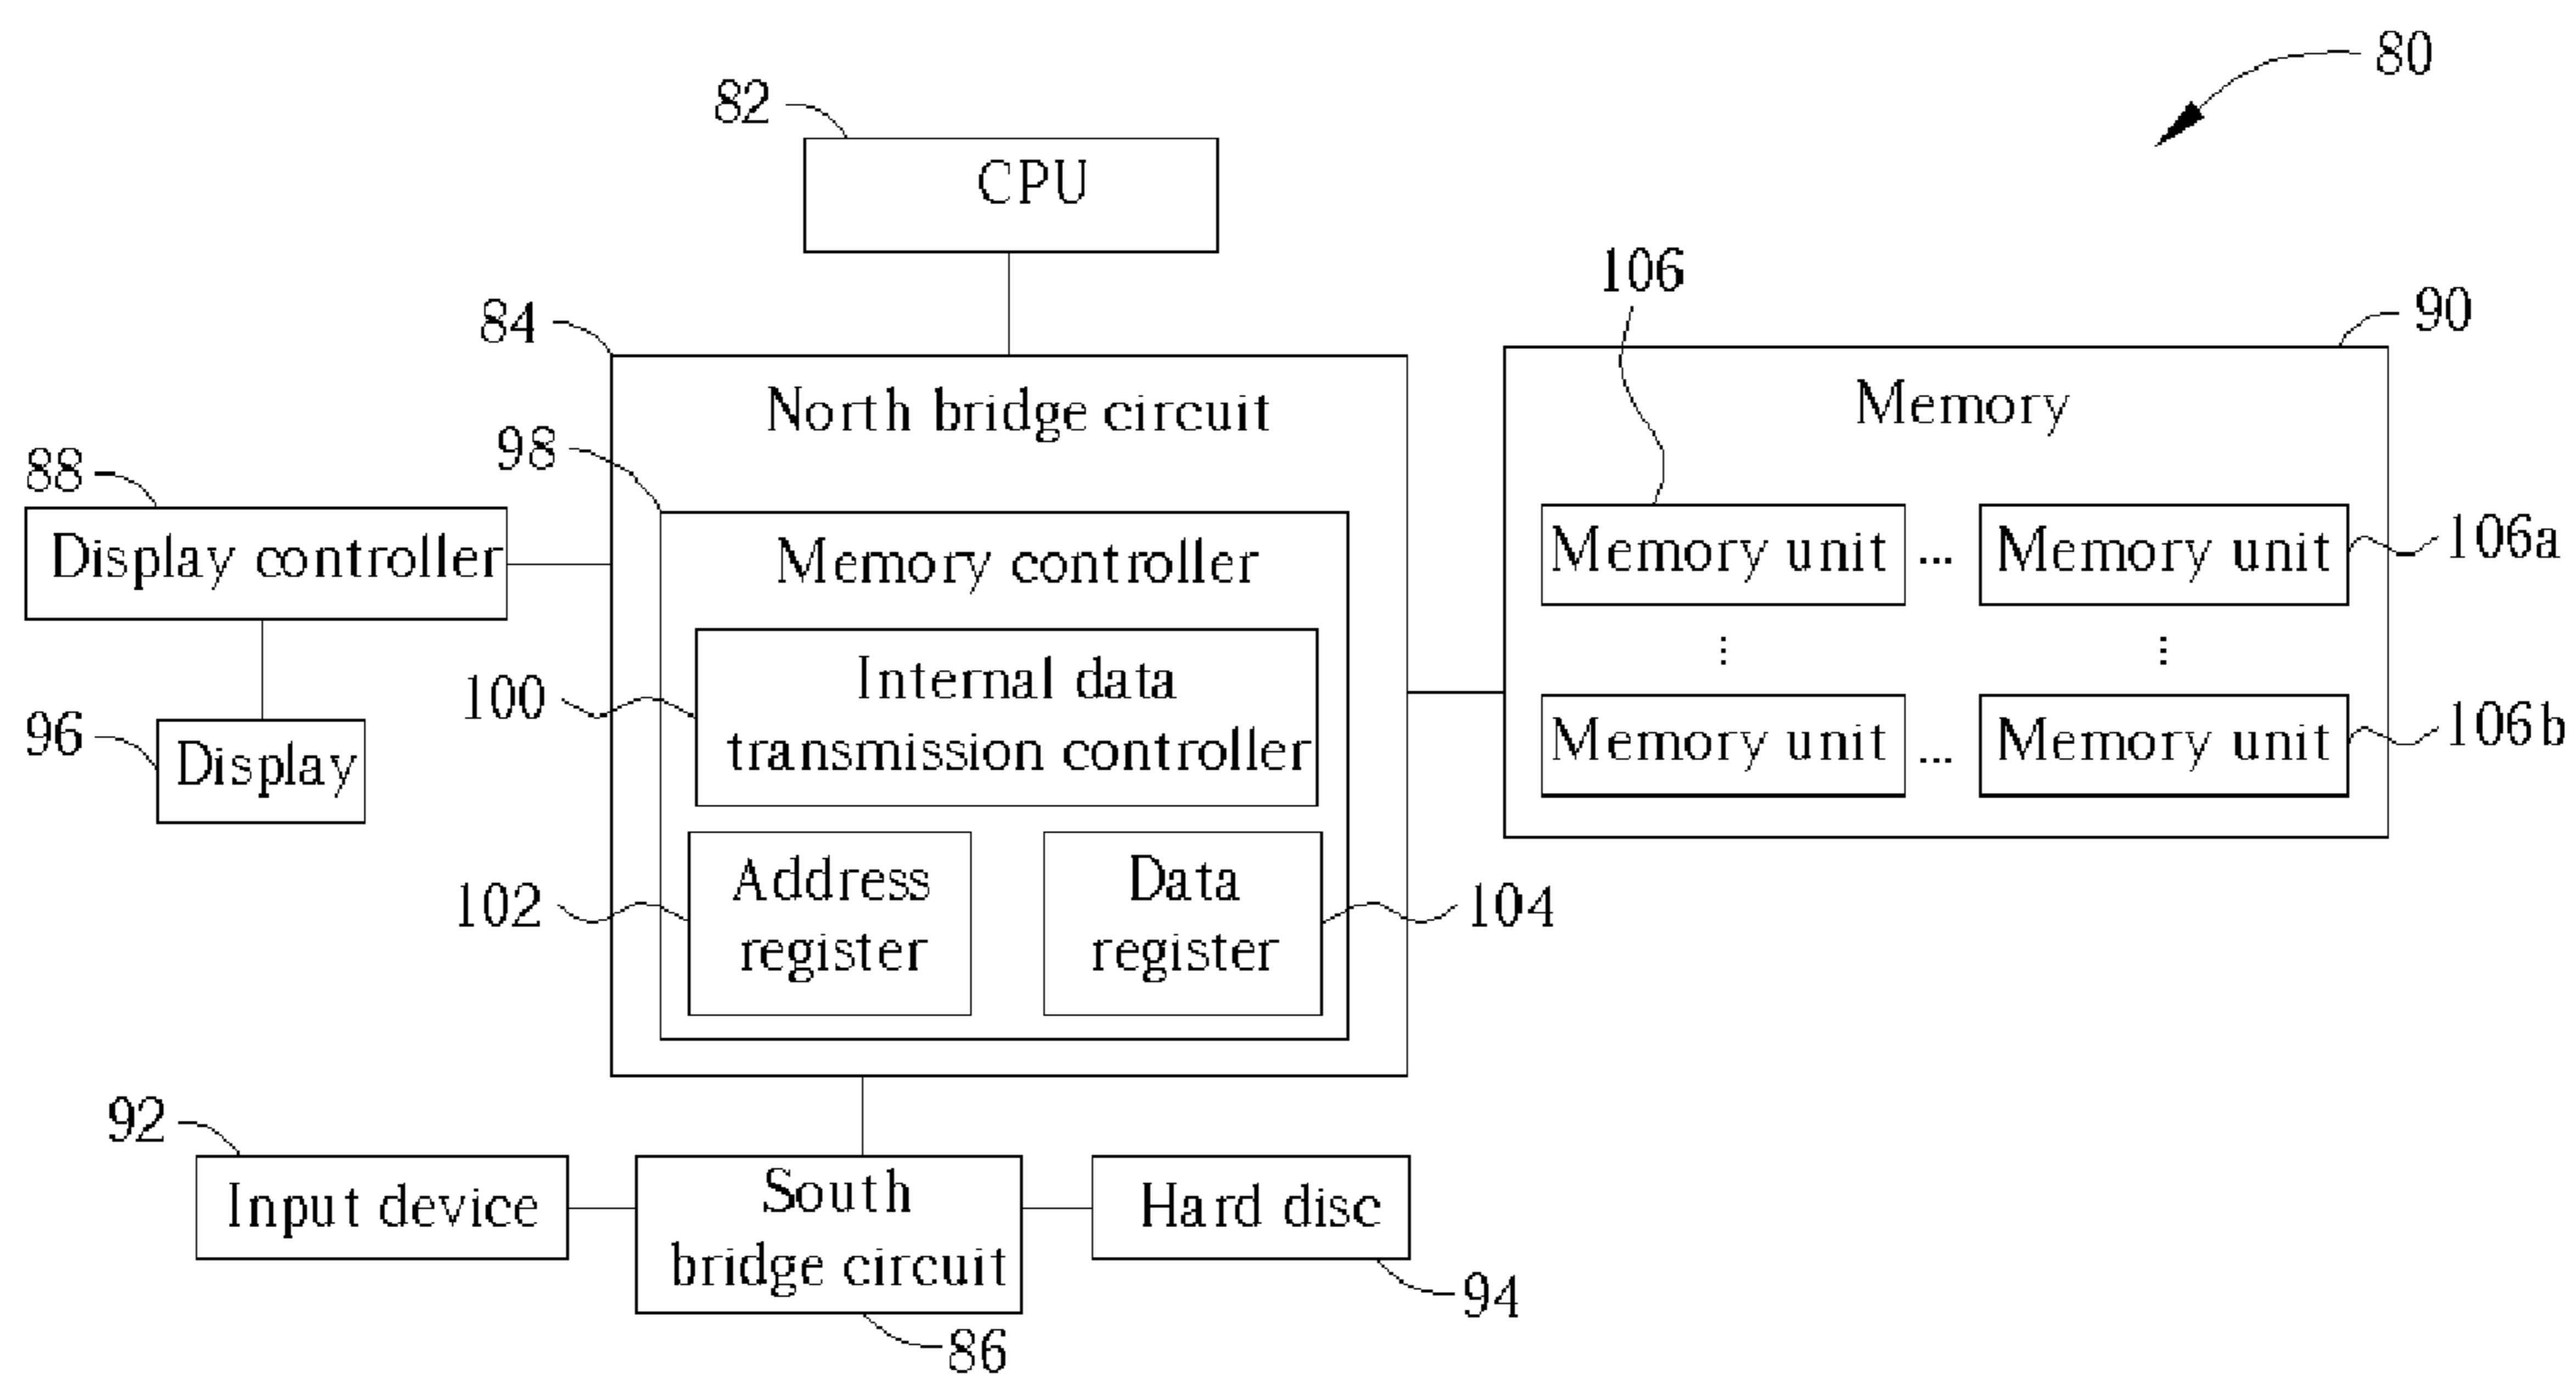 80
82
CPU
106
84
90
North bridge circuit
Memory
98
88
Display controller
Memory controller
Memory unit ... Memory unit
106a
⋮ ⋮
100
Internal data
transmission controller
96
Display
Memory unit ... Memory unit
106b
102
Address
register
Data
register
104
92
Input device
South
bridge circuit
Hard disc
94
86